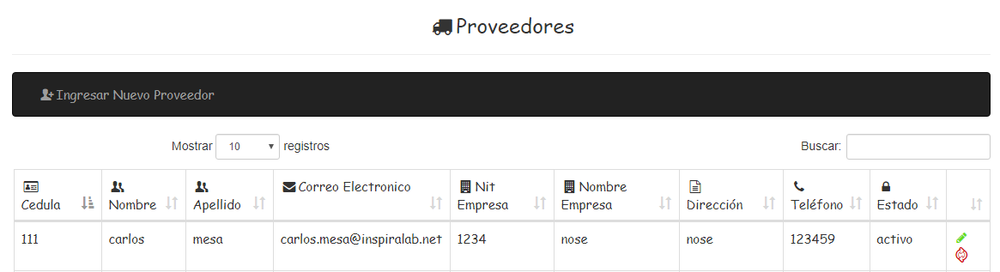 Proveedores
Ingresar Nuevo Proveedor
Mostrar 10 registros Buscar:
Cedula Nombre Apellido Correo Electronico Nit Empresa Nombre Empresa Dirección Teléfono Estado
111 carlos mesa carlos.mesa@inspiralab.net 1234 nose nose 123459 activo